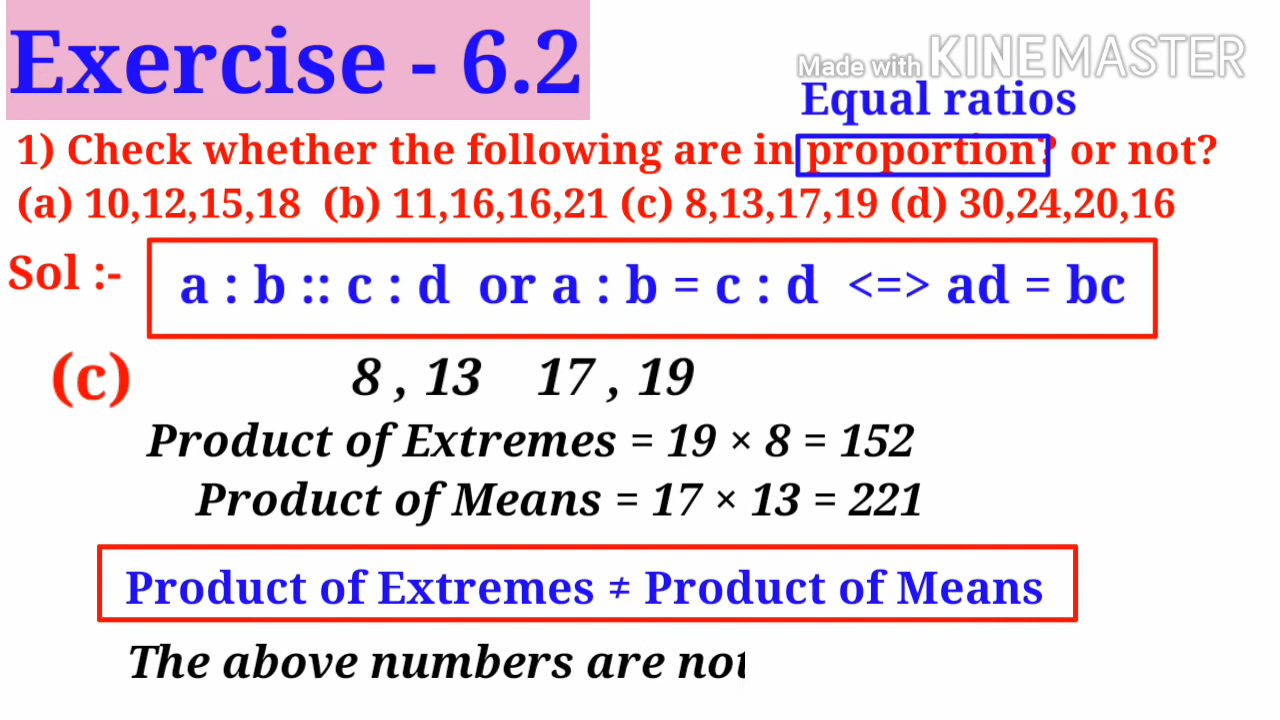 Exercise - 6.2
Made with KINEMASTER
Equal ratios
1) Check whether the following are in proportion? or not?
(a) 10,12,15,18 (b) 11,16,16,21 (c) 8,13,17,19 (d) 30,24,20,16
Sol :-
a : b :: c : d or a : b = c : d <=> ad = bc
(c) 8 , 13 17 , 19
Product of Extremes = 19 × 8 = 152
Product of Means = 17 × 13 = 221
Product of Extremes ≠ Product of Means
The above numbers are not